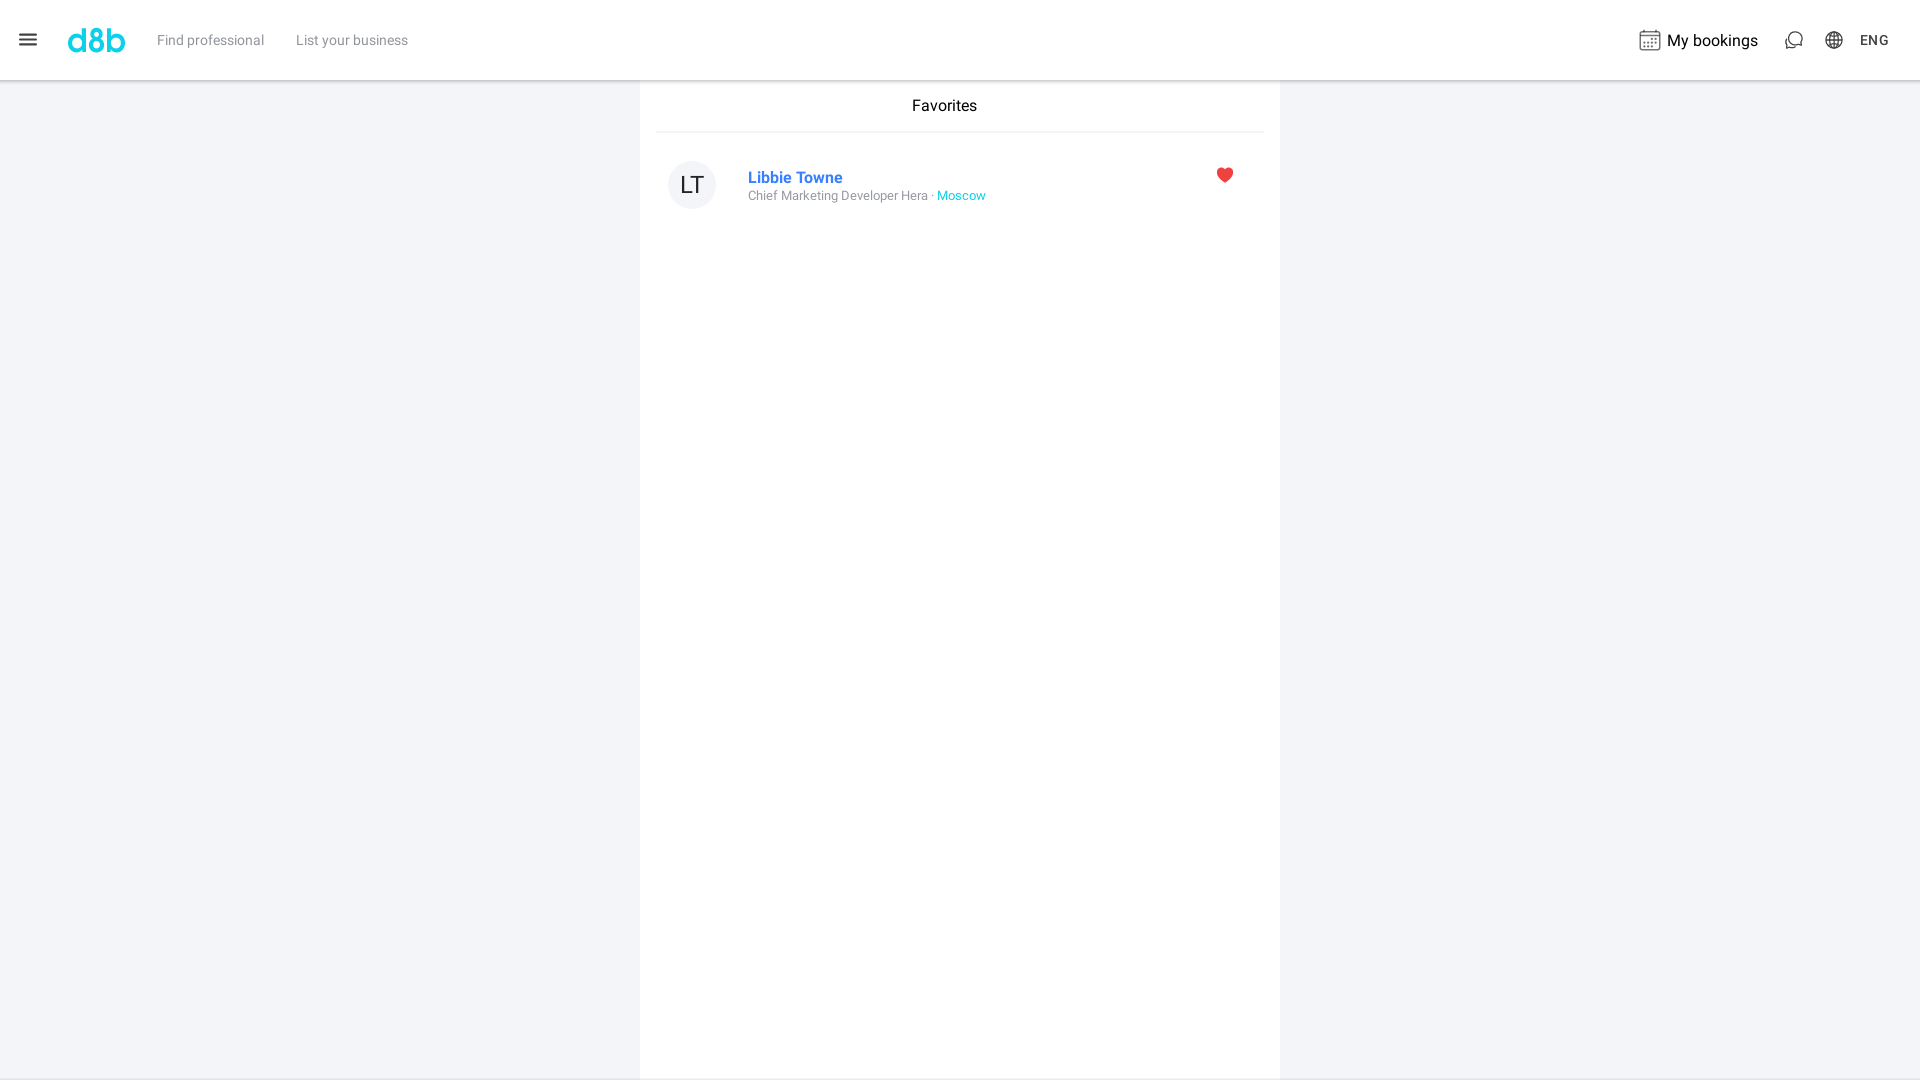 d8b Find professional List your business My bookings ENG
Favorites
LT
Libbie Towne
Chief Marketing Developer Hera · Moscow